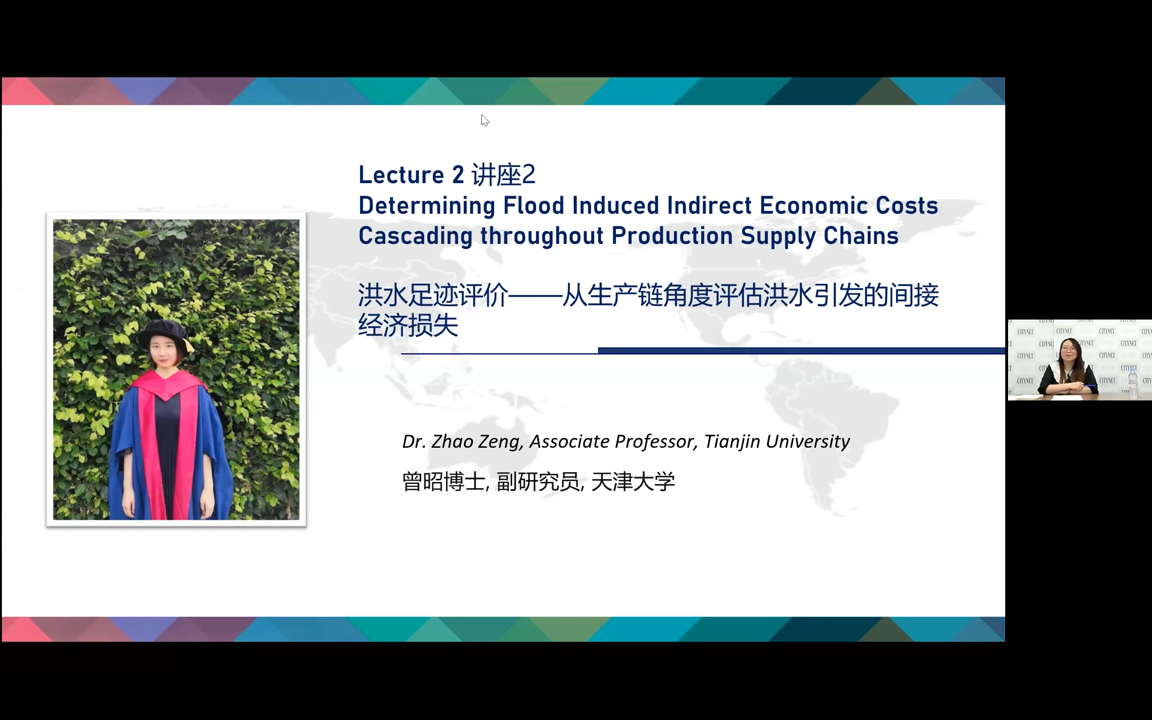 Lecture 2 讲座2
Determining Flood Induced Indirect Economic Costs
Cascading throughout Production Supply Chains
洪水足迹评价——从生产链角度评估洪水引发的间接
经济损失
Dr. Zhao Zeng, Associate Professor, Tianjin University
曾昭博士, 副研究员, 天津大学
CITYNET